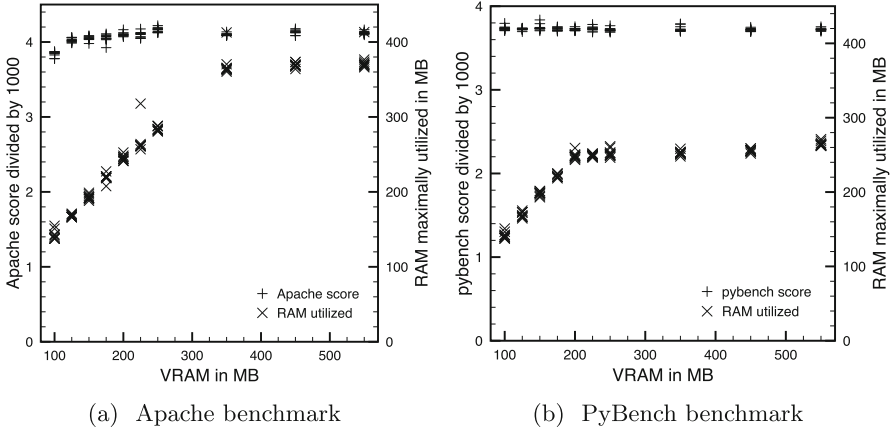 Apache score divided by 1000
4
3
2
1
0
400
300
200
100
0
RAM maximally utilized in MB
Apache score
RAM utilized
100 200 300 400 500
VRAM in MB
(a) Apache benchmark
pybench score divided by 1000
4
3
2
1
0
400
300
200
100
0
RAM maximally utilized in MB
pybench score
RAM utilized
100 200 300 400 500
VRAM in MB
(b) PyBench benchmark